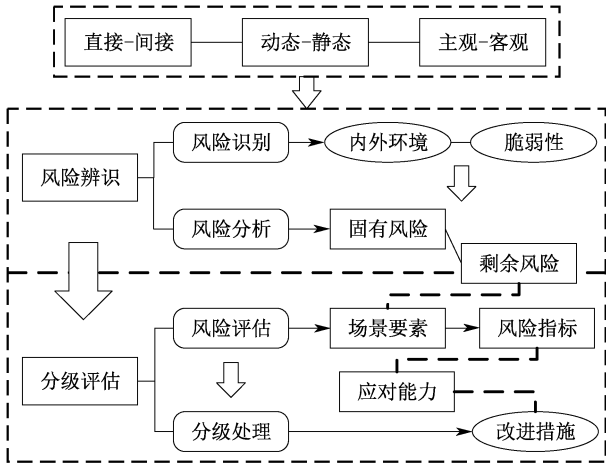 直接-间接
动态-静态
主观-客观
风险识别
内外环境
脆弱性
风险辨识
风险分析
固有风险
剩余风险
风险评估
场景要素
风险指标
分级评估
应对能力
分级处理
改进措施